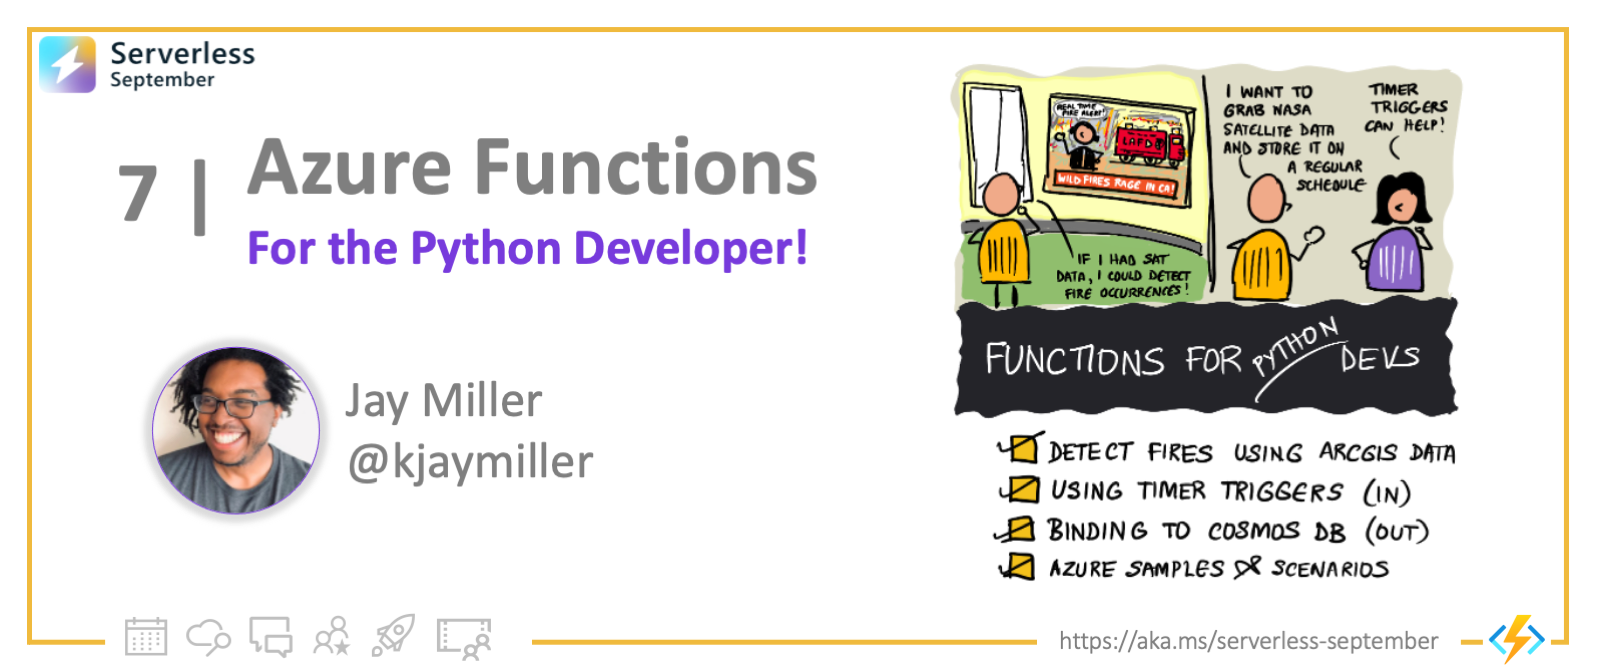 Serverless
September
7 |
Azure Functions
For the Python Developer!
Jay Miller
@kjaymiller
REAL TIME
FIRE ALERT!
LAFDB
WILD FIRES RAGE IN CA!
IF I HAD SAT
DATA, I COULD DETECT
FIRE OCCURRENCES!
I WANT TO
GRAB NASA
SATELLITE DATA
AND STORE IT ON
A REGULAR
SCHEDULE
TIMER
TRIGGERS
CAN HELP!
FUNCTIONS FOR PYTHON DEVS
DETECT FIRES USING ARCGIS DATA
USING TIMER TRIGGERS (IN)
BINDING TO COSMOS DB (OUT)
AZURE SAMPLES & SCENARIOS
https://aka.ms/serverless-september